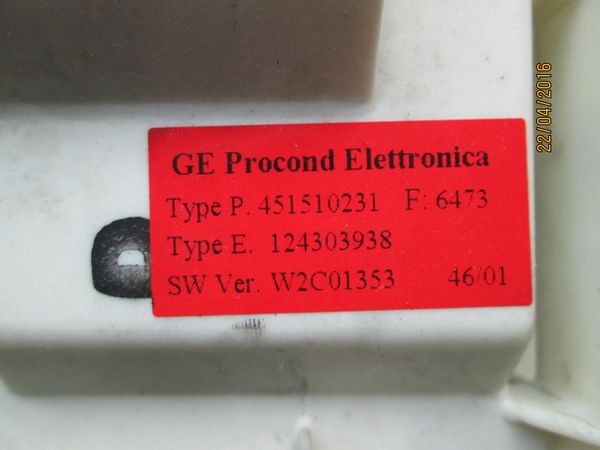 GE Procond Elettronica
Type P. 451510231 F: 6473
Type E. 124303938
SW Ver. W2C01353 46/01
22/04/2016